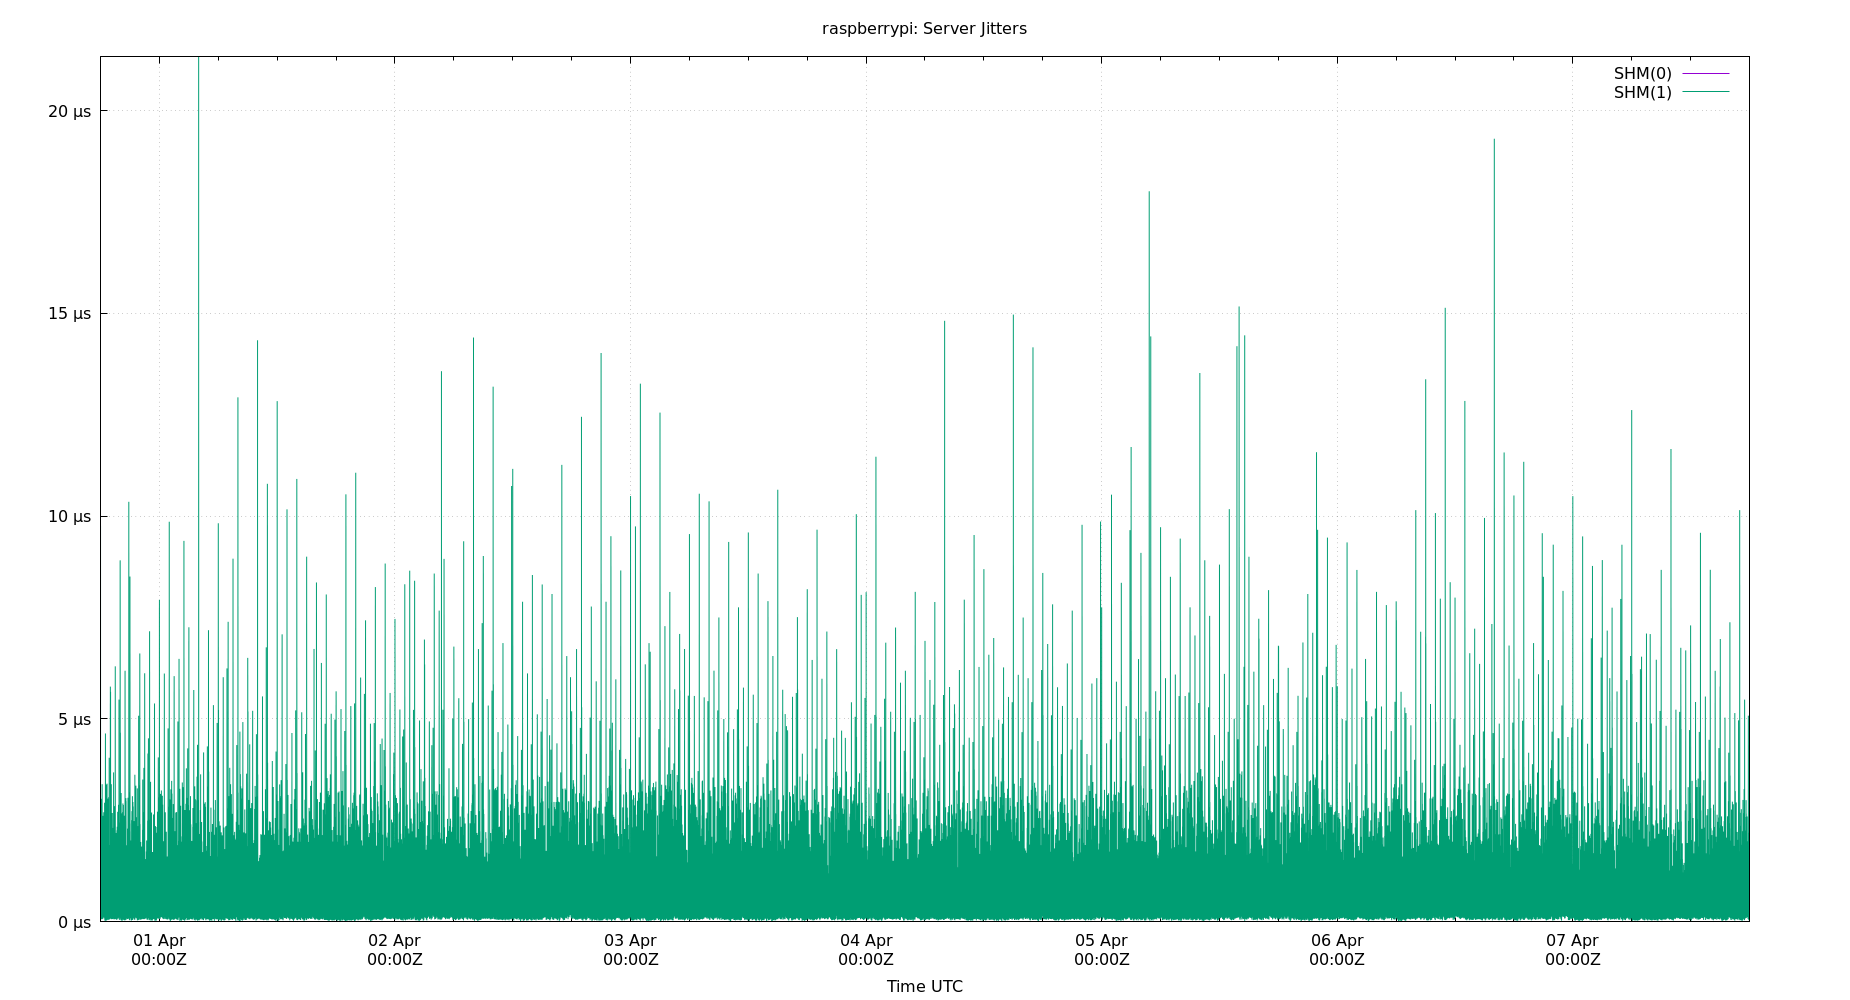 raspberrypi: Server Jitters
SHM(0)
SHM(1)
20 µs
15 µs
10 µs
5 µs
0 µs
01 Apr
00:00Z
02 Apr
00:00Z
03 Apr
00:00Z
04 Apr
00:00Z
05 Apr
00:00Z
06 Apr
00:00Z
07 Apr
00:00Z
Time UTC